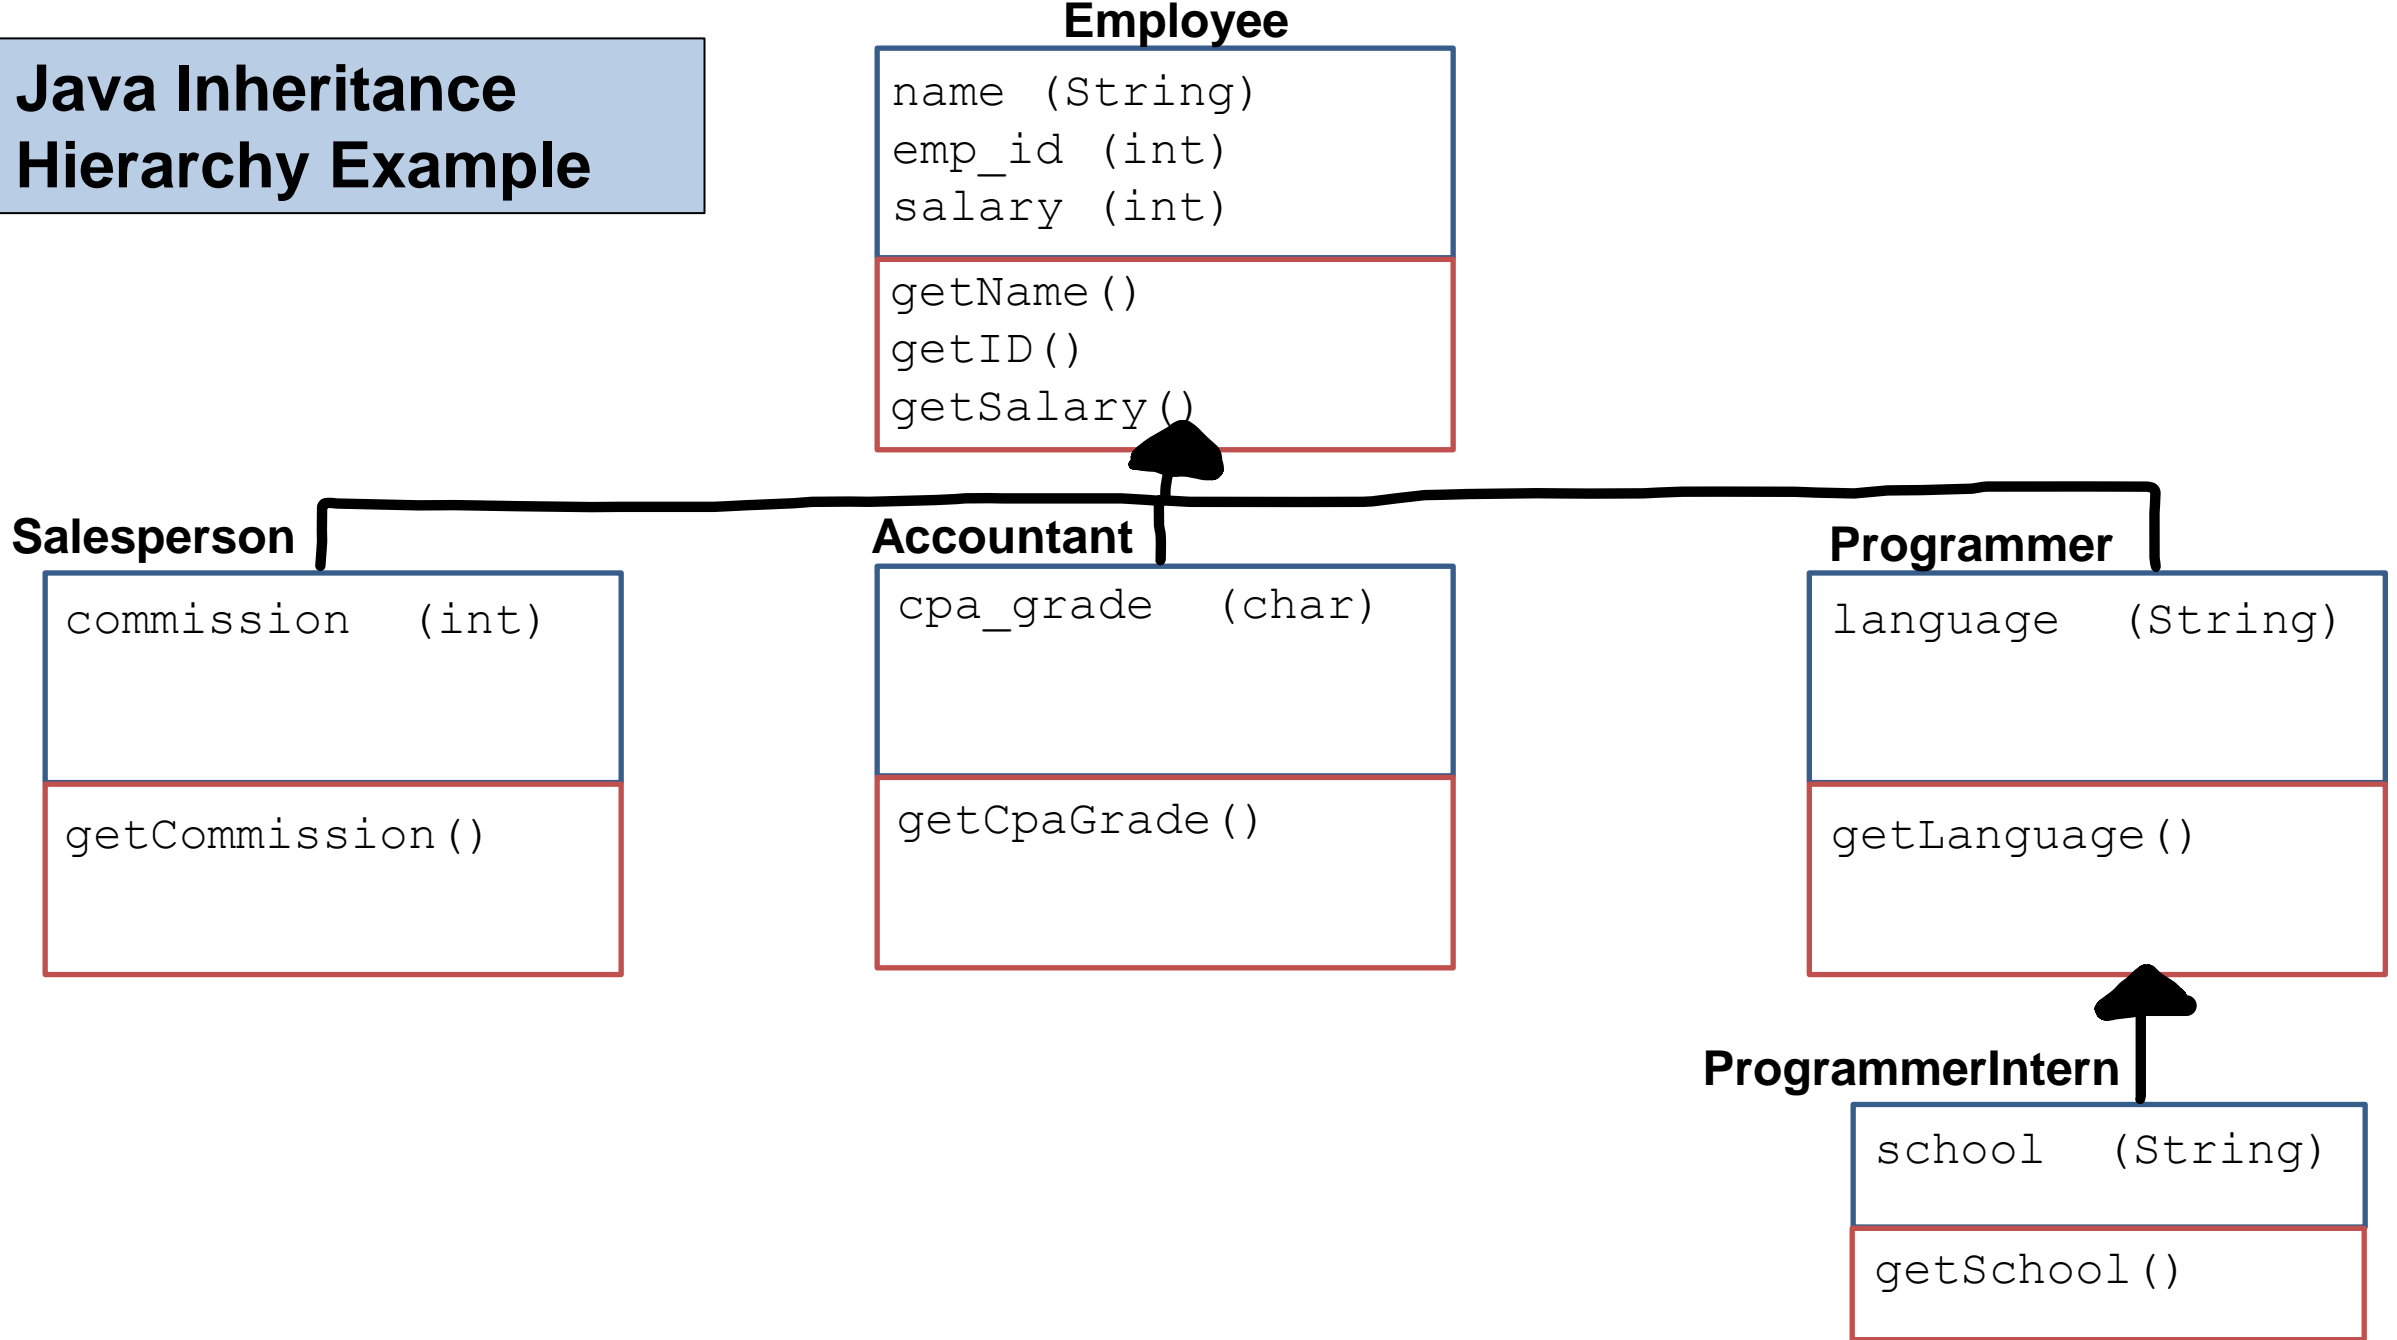 Java Inheritance
Hierarchy Example
Employee
name (String)
emp_id (int)
salary (int)
getName()
getID()
getSalary()
Salesperson
commission (int)
getCommission()
Accountant
cpa_grade (char)
getCpaGrade()
Programmer
language (String)
getLanguage()
ProgrammerIntern
school (String)
getSchool()